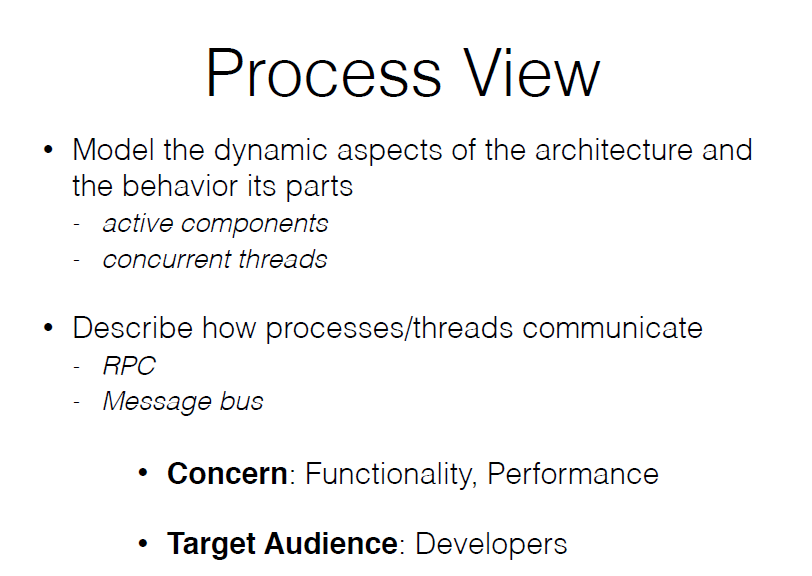 Process View
• Model the dynamic aspects of the architecture and
the behavior its parts
- active components
- concurrent threads
• Describe how processes/threads communicate
- RPC
- Message bus
• Concern: Functionality, Performance
• Target Audience: Developers